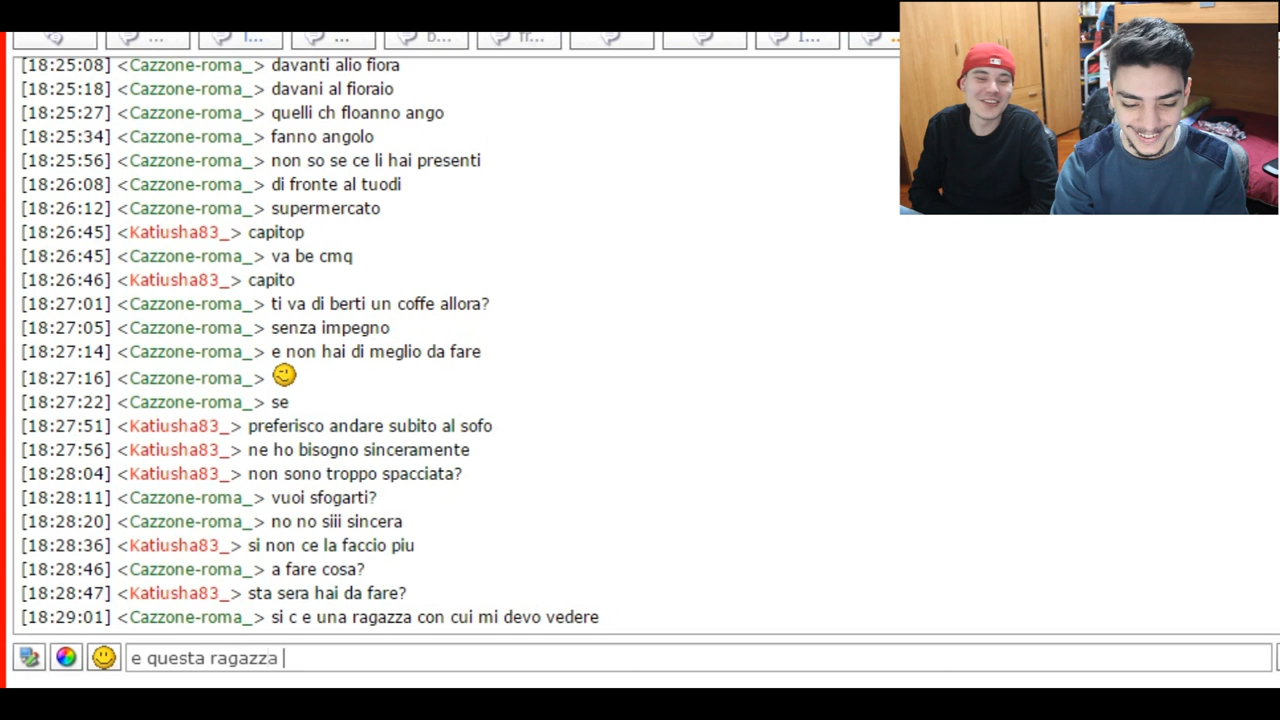 ... I... ... b... fr... I...
[18:25:08] <Cazzone-roma_> davanti alio fiora
[18:25:18] <Cazzone-roma_> davani al fioraio
[18:25:27] <Cazzone-roma_> quelli ch floanno ango
[18:25:34] <Cazzone-roma_> fanno angolo
[18:25:56] <Cazzone-roma_> non so se ce li hai presenti
[18:26:08] <Cazzone-roma_> di fronte al tuodi
[18:26:12] <Cazzone-roma_> supermercato
[18:26:45] <Katiusha83_> capitop
[18:26:45] <Cazzone-roma_> va be cmq
[18:26:46] <Katiusha83_> capito
[18:27:01] <Cazzone-roma_> ti va di berti un coffe allora?
[18:27:05] <Cazzone-roma_> senza impegno
[18:27:14] <Cazzone-roma_> e non hai di meglio da fare
[18:27:16] <Cazzone-roma_>
[18:27:22] <Cazzone-roma_> se
[18:27:51] <Katiusha83_> preferisco andare subito al sofo
[18:27:56] <Katiusha83_> ne ho bisogno sinceramente
[18:28:04] <Katiusha83_> non sono troppo spacciata?
[18:28:11] <Cazzone-roma_> vuoi sfogarti?
[18:28:20] <Cazzone-roma_> no no siii sincera
[18:28:36] <Katiusha83_> si non ce la faccio piu
[18:28:46] <Cazzone-roma_> a fare cosa?
[18:28:47] <Katiusha83_> sta sera hai da fare?
[18:29:01] <Cazzone-roma_> si c e una ragazza con cui mi devo vedere
e questa ragazza